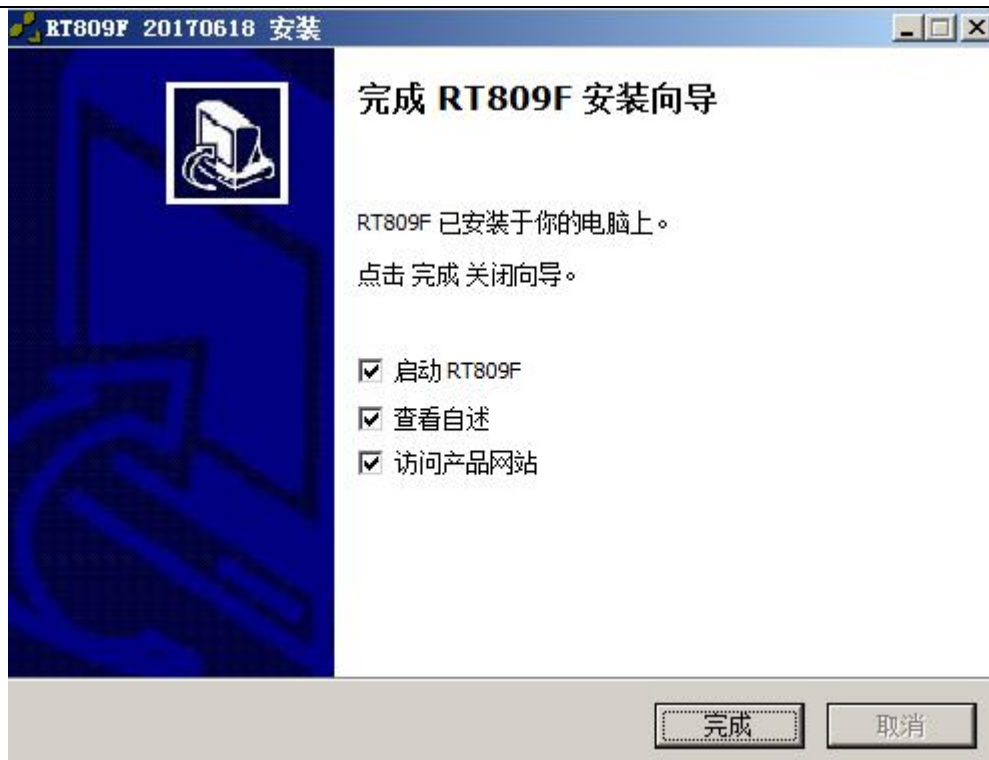 RT809F 20170618 安装
完成 RT809F 安装向导
RT809F 已安装于你的电脑上。
点击 完成 关闭向导。
启动 RT809F
查看自述
访问产品网站
完成
取消